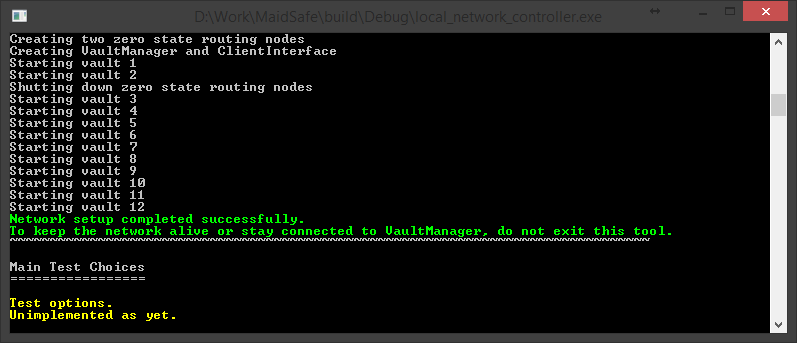 D:\Work\MaidSafe\build\Debug\local_network_controller.exe
Creating two zero state routing nodes
Creating VaultManager and ClientInterface
Starting vault 1
Starting vault 2
Shutting down zero state routing nodes
Starting vault 3
Starting vault 4
Starting vault 5
Starting vault 6
Starting vault 7
Starting vault 8
Starting vault 9
Starting vault 10
Starting vault 11
Starting vault 12
Network setup completed successfully.
To keep the network alive or stay connected to VaultManager, do not exit this tool.
~~~~~~~~~~~~~~~~~~~~~~~~~~~~~~~~~~~~~~~~~~~~~~~~~~~~~~~~~~~~~~~~~~~~~~~~~~~~~~~~
Main Test Choices
=================
Test options.
Unimplemented as yet.